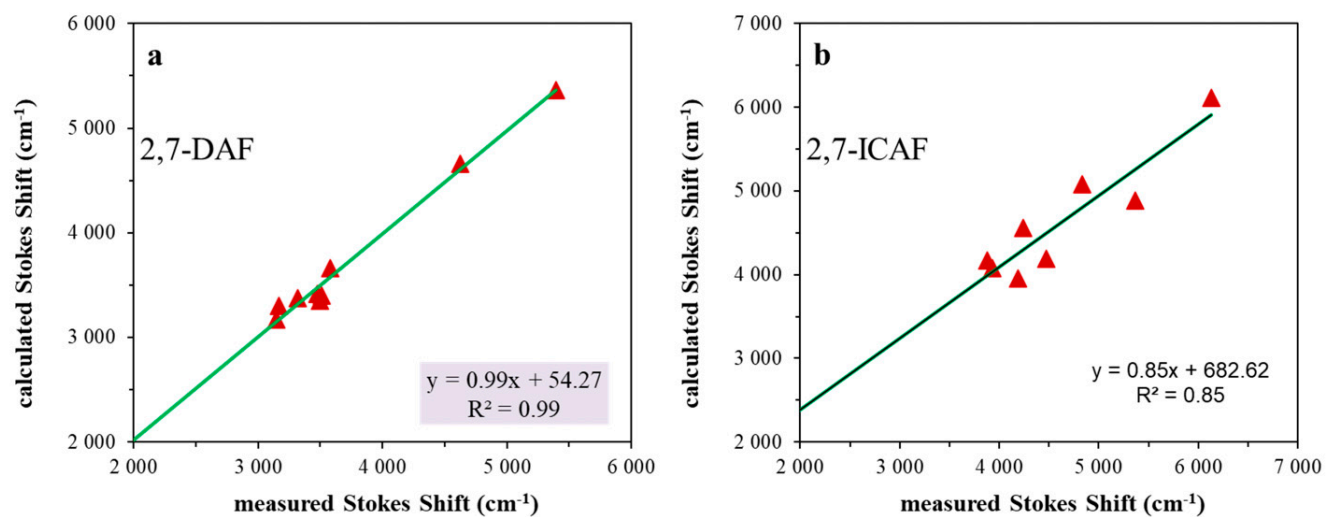 a
2,7-DAF
y = 0.99x + 54.27
R² = 0.99
calculated Stokes Shift (cm⁻¹)
6 000
5 000
4 000
3 000
2 000
2 000 3 000 4 000 5 000 6 000
measured Stokes Shift (cm⁻¹)
b
2,7-ICAF
y = 0.85x + 682.62
R² = 0.85
calculated Stokes Shift (cm⁻¹)
7 000
6 000
5 000
4 000
3 000
2 000
2 000 3 000 4 000 5 000 6 000 7 000
measured Stokes Shift (cm⁻¹)